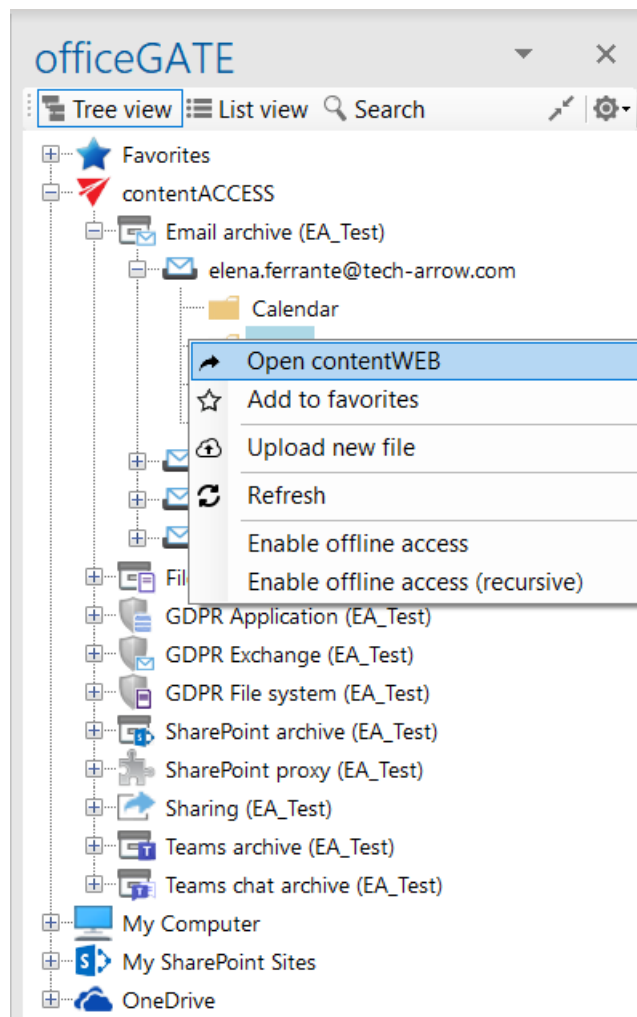 officeGATE
Tree view List view Search
Favorites
contentACCESS
Email archive (EA_Test)
elena.ferrante@tech-arrow.com
Calendar
Open contentWEB
Add to favorites
Upload new file
Refresh
Enable offline access
Enable offline access (recursive)
GDPR Application (EA_Test)
GDPR Exchange (EA_Test)
GDPR File system (EA_Test)
SharePoint archive (EA_Test)
SharePoint proxy (EA_Test)
Sharing (EA_Test)
Teams archive (EA_Test)
Teams chat archive (EA_Test)
My Computer
My SharePoint Sites
OneDrive